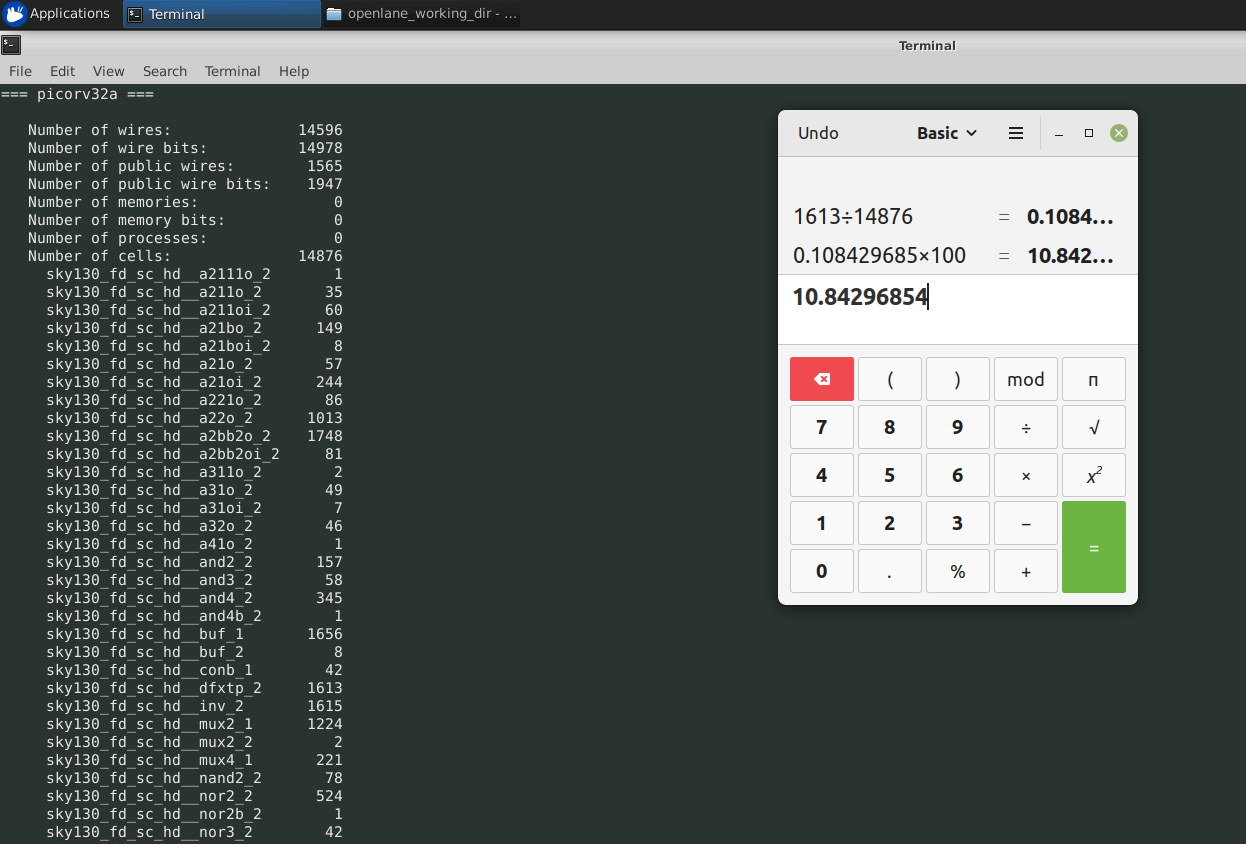 Applications Terminal openlane_working_dir - ...
Terminal
File Edit View Search Terminal Help
=== picorv32a ===
Number of wires: 14596
Number of wire bits: 14978
Number of public wires: 1565
Number of public wire bits: 1947
Number of memories: 0
Number of memory bits: 0
Number of processes: 0
Number of cells: 14876
sky130_fd_sc_hd__a2111o_2 1
sky130_fd_sc_hd__a211o_2 35
sky130_fd_sc_hd__a211oi_2 60
sky130_fd_sc_hd__a21bo_2 149
sky130_fd_sc_hd__a21boi_2 8
sky130_fd_sc_hd__a21o_2 57
sky130_fd_sc_hd__a21oi_2 244
sky130_fd_sc_hd__a221o_2 86
sky130_fd_sc_hd__a22o_2 1013
sky130_fd_sc_hd__a2bb2o_2 1748
sky130_fd_sc_hd__a2bb2oi_2 81
sky130_fd_sc_hd__a311o_2 2
sky130_fd_sc_hd__a31o_2 49
sky130_fd_sc_hd__a31oi_2 7
sky130_fd_sc_hd__a32o_2 46
sky130_fd_sc_hd__a41o_2 1
sky130_fd_sc_hd__and2_2 157
sky130_fd_sc_hd__and3_2 58
sky130_fd_sc_hd__and4_2 345
sky130_fd_sc_hd__and4b_2 1
sky130_fd_sc_hd__buf_1 1656
sky130_fd_sc_hd__buf_2 8
sky130_fd_sc_hd__conb_1 42
sky130_fd_sc_hd__dfxtp_2 1613
sky130_fd_sc_hd__inv_2 1615
sky130_fd_sc_hd__mux2_1 1224
sky130_fd_sc_hd__mux2_2 2
sky130_fd_sc_hd__mux4_1 221
sky130_fd_sc_hd__nand2_2 78
sky130_fd_sc_hd__nor2_2 524
sky130_fd_sc_hd__nor2b_2 1
sky130_fd_sc_hd__nor3_2 42
Undo Basic
1613÷14876 = 0.1084...
0.108429685×100 = 10.842...
10.84296854
( ) mod π
7 8 9 ÷ √
4 5 6 × x²
1 2 3 −
=
0 . % +